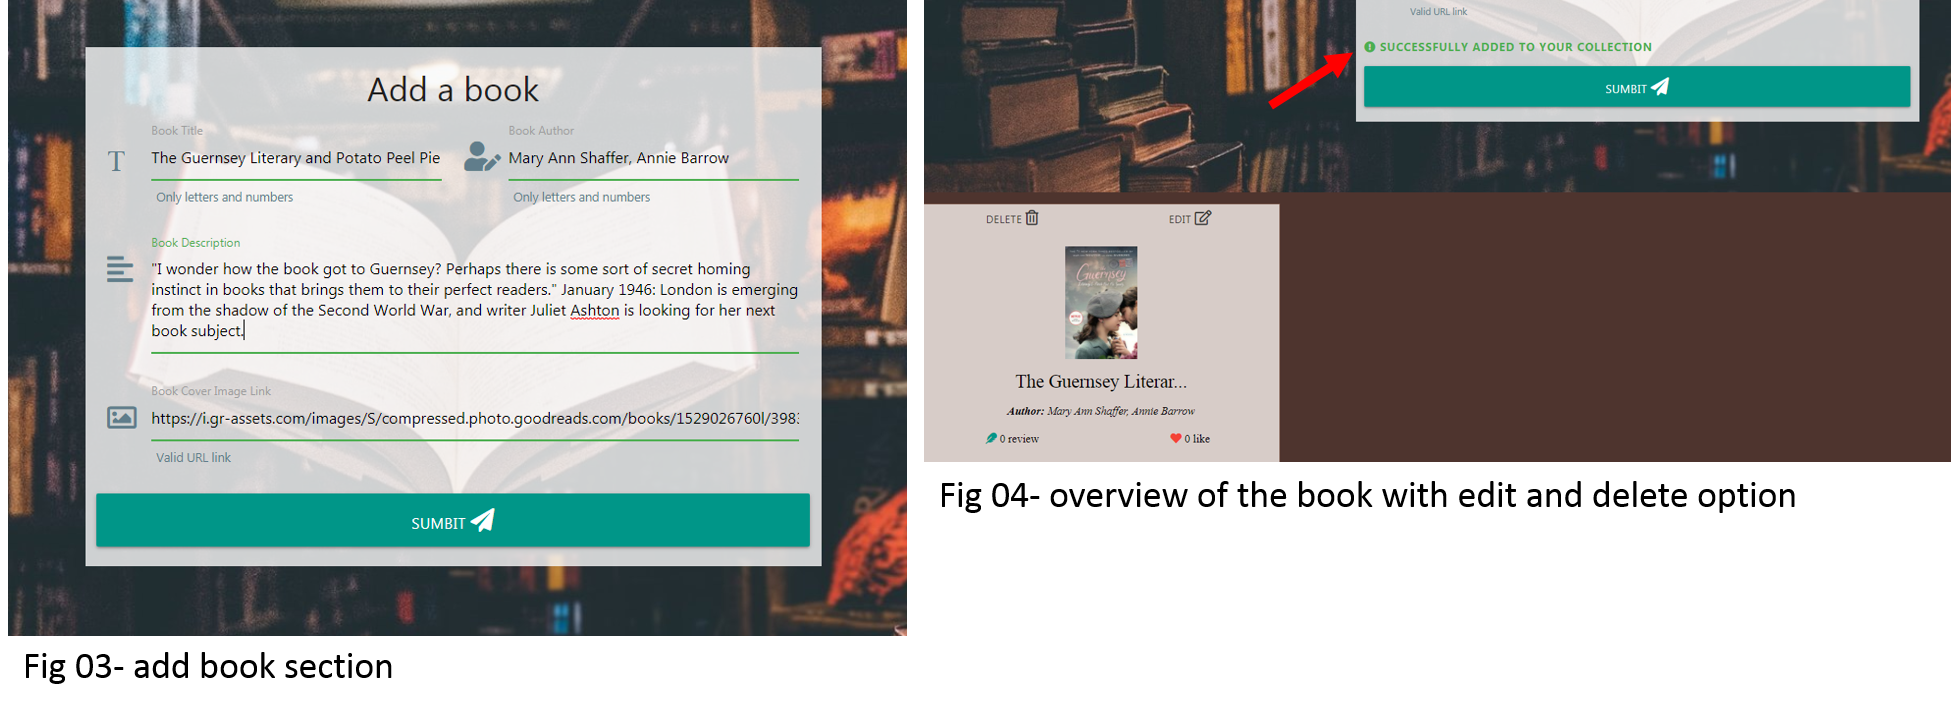 Add a book
Book Title
The Guernsey Literary and Potato Peel Pie
Only letters and numbers
Book Author
Mary Ann Shaffer, Annie Barrow
Only letters and numbers
Book Description
"I wonder how the book got to Guernsey? Perhaps there is some sort of secret homing
instinct in books that brings them to their perfect readers." January 1946: London is emerging
from the shadow of the Second World War, and writer Juliet Ashton is looking for her next
book subject.
Book Cover Image Link
https://i.gr-assets.com/images/S/compressed.photo.goodreads.com/books/1529026760l/398
Valid URL link
SUMBIT
Fig 03- add book section
Valid URL link
SUCCESSFULLY ADDED TO YOUR COLLECTION
SUMBIT
DELETE
EDIT
Guernsey
The Guernsey Literar...
Author: Mary Ann Shaffer, Annie Barrow
0 review
0 like
Fig 04- overview of the book with edit and delete option